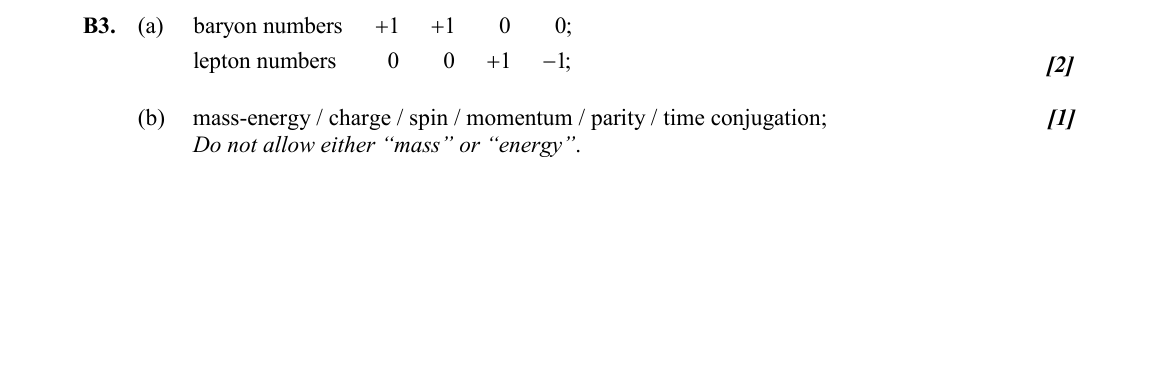 B3. (a) baryon numbers +1 +1 0 0;
lepton numbers 0 0 +1 −1; [2]
(b) mass-energy / charge / spin / momentum / parity / time conjugation; [1]
Do not allow either “mass” or “energy”.